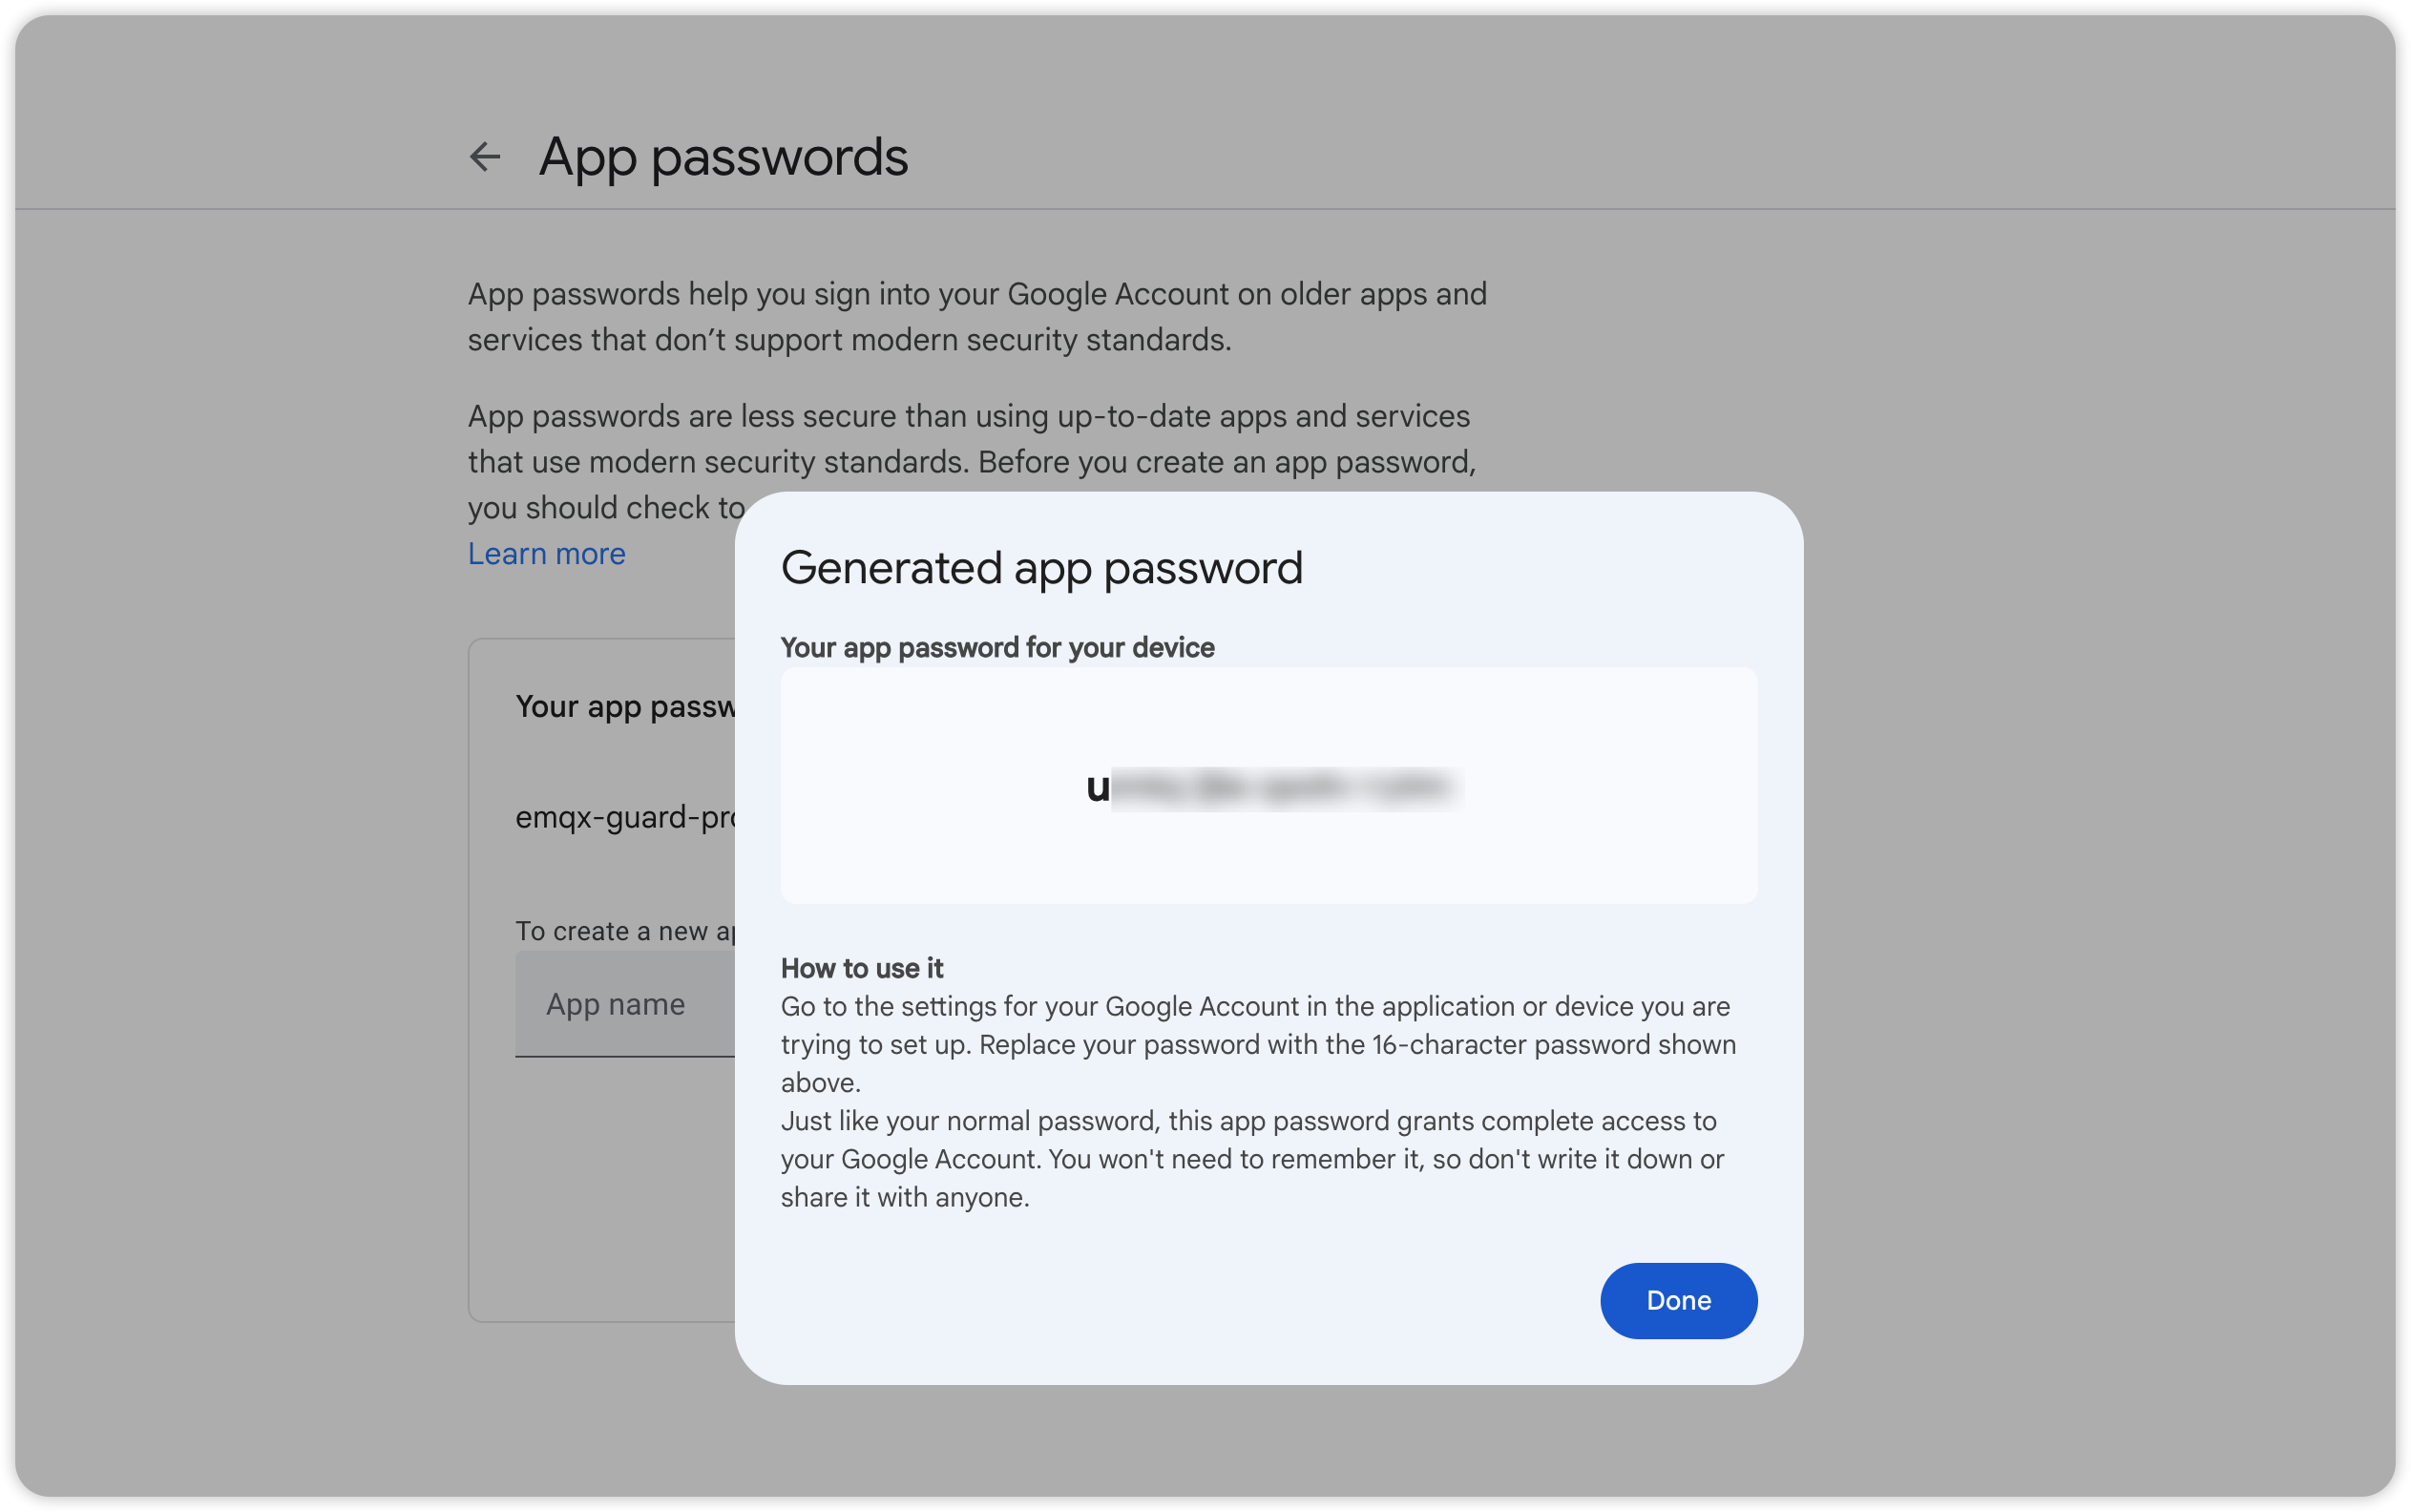 App passwords
App passwords help you sign into your Google Account on older apps and
services that don’t support modern security standards.
App passwords are less secure than using up-to-date apps and services
that use modern security standards. Before you create an app password,
you should check to
Learn more
Your app passw
emqx-guard-pro
To create a new ap
App name
Generated app password
Your app password for your device
u
How to use it
Go to the settings for your Google Account in the application or device you are
trying to set up. Replace your password with the 16-character password shown
above.
Just like your normal password, this app password grants complete access to
your Google Account. You won't need to remember it, so don't write it down or
share it with anyone.
Done